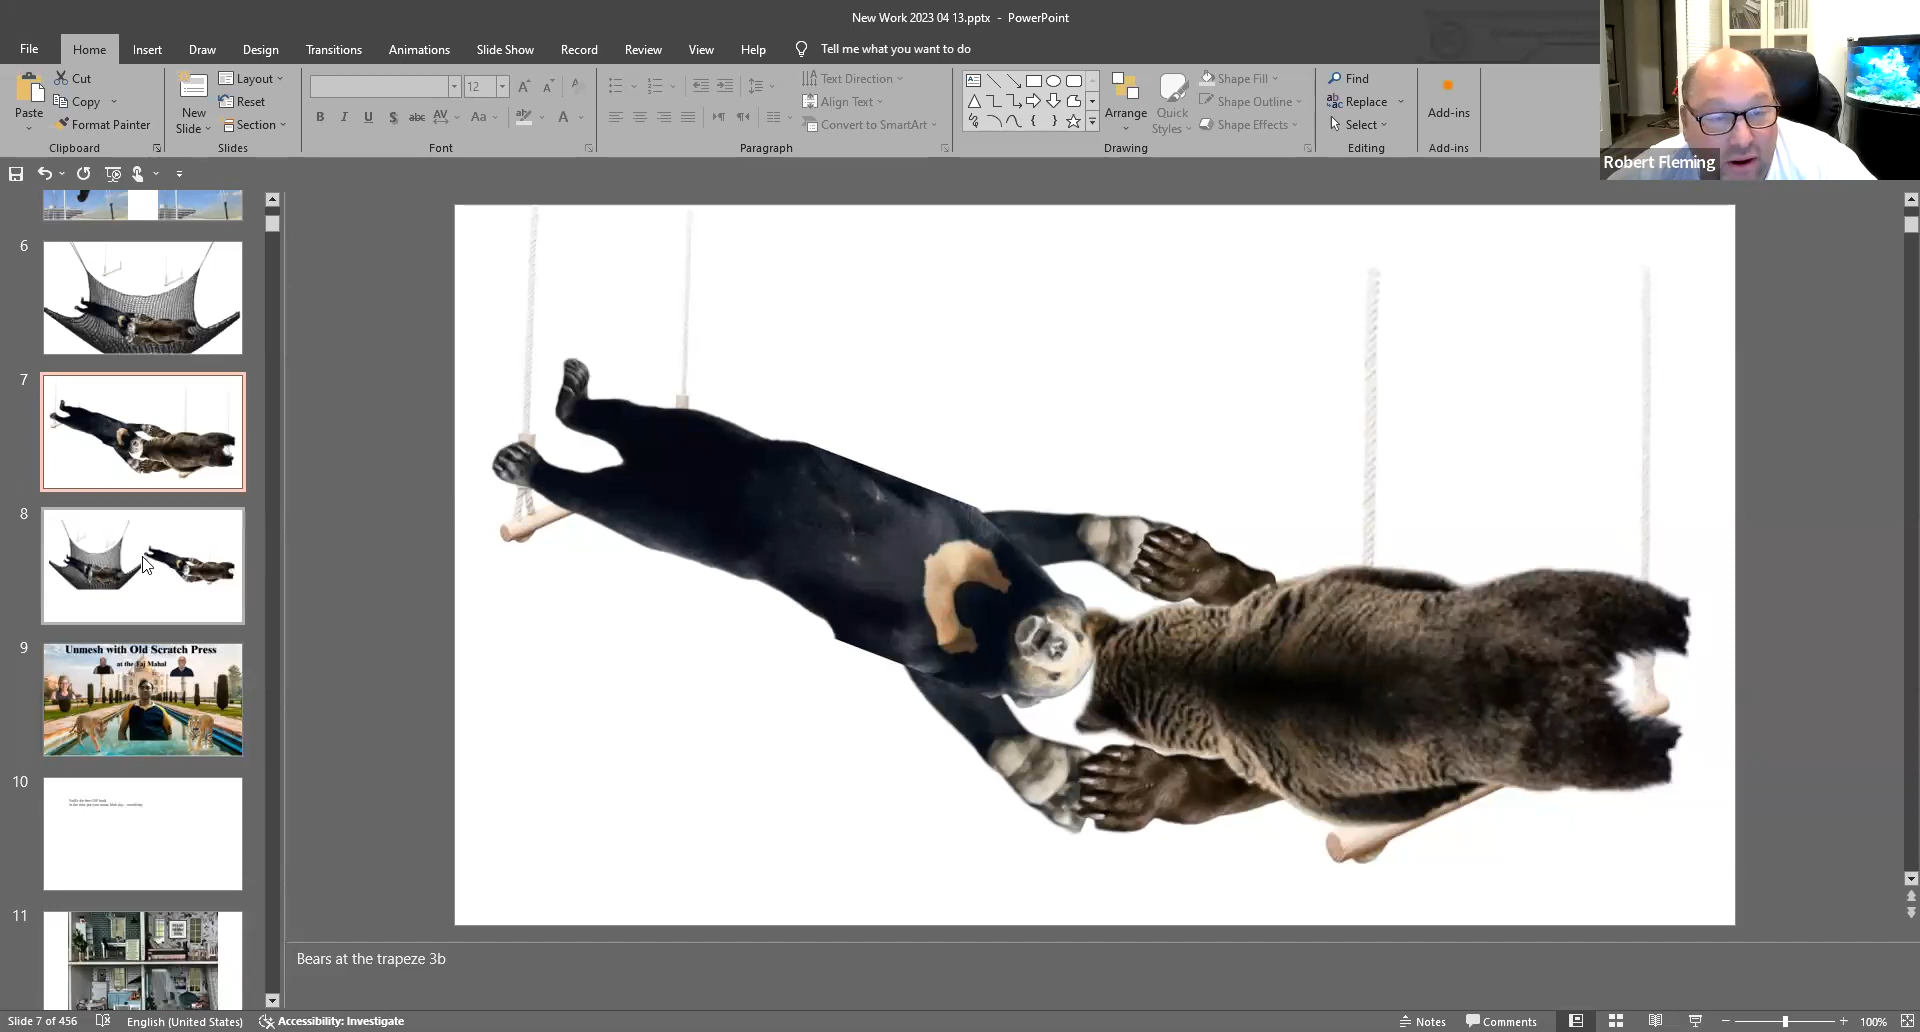 New Work 2023 04 13.pptx - PowerPoint
File Home Insert Draw Design Transitions Animations Slide Show Record Review View Help Tell me what you want to do
Paste
Cut
Copy
Format Painter
Clipboard
New
Slide
Layout
Reset
Section
Slides
12
B I U S abc AV Aa A
Font
Text Direction
Align Text
Convert to SmartArt
Paragraph
Arrange
Quick
Styles
Shape Fill
Shape Outline
Shape Effects
Drawing
Find
Replace
Select
Editing
Add-ins
Add-ins
Robert Fleming
6
7
8
9
Unmesh with Old Scratch Press
at the Taj Mahal
10
11
Bears at the trapeze 3b
Slide 7 of 456 English (United States) Accessibility: Investigate Notes Comments 100%